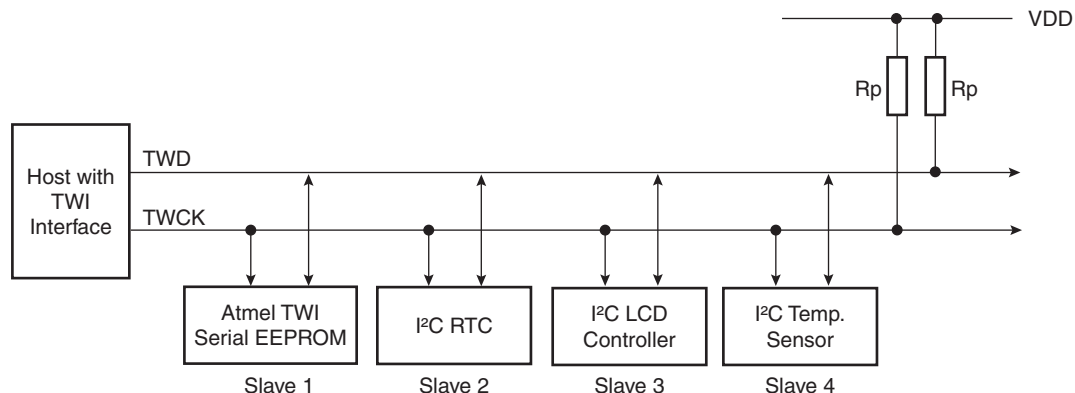 VDD
Rp
Rp
Host with
TWI
Interface
TWD
TWCK
Atmel TWI
Serial EEPROM
I²C RTC
I²C LCD
Controller
I²C Temp.
Sensor
Slave 1
Slave 2
Slave 3
Slave 4